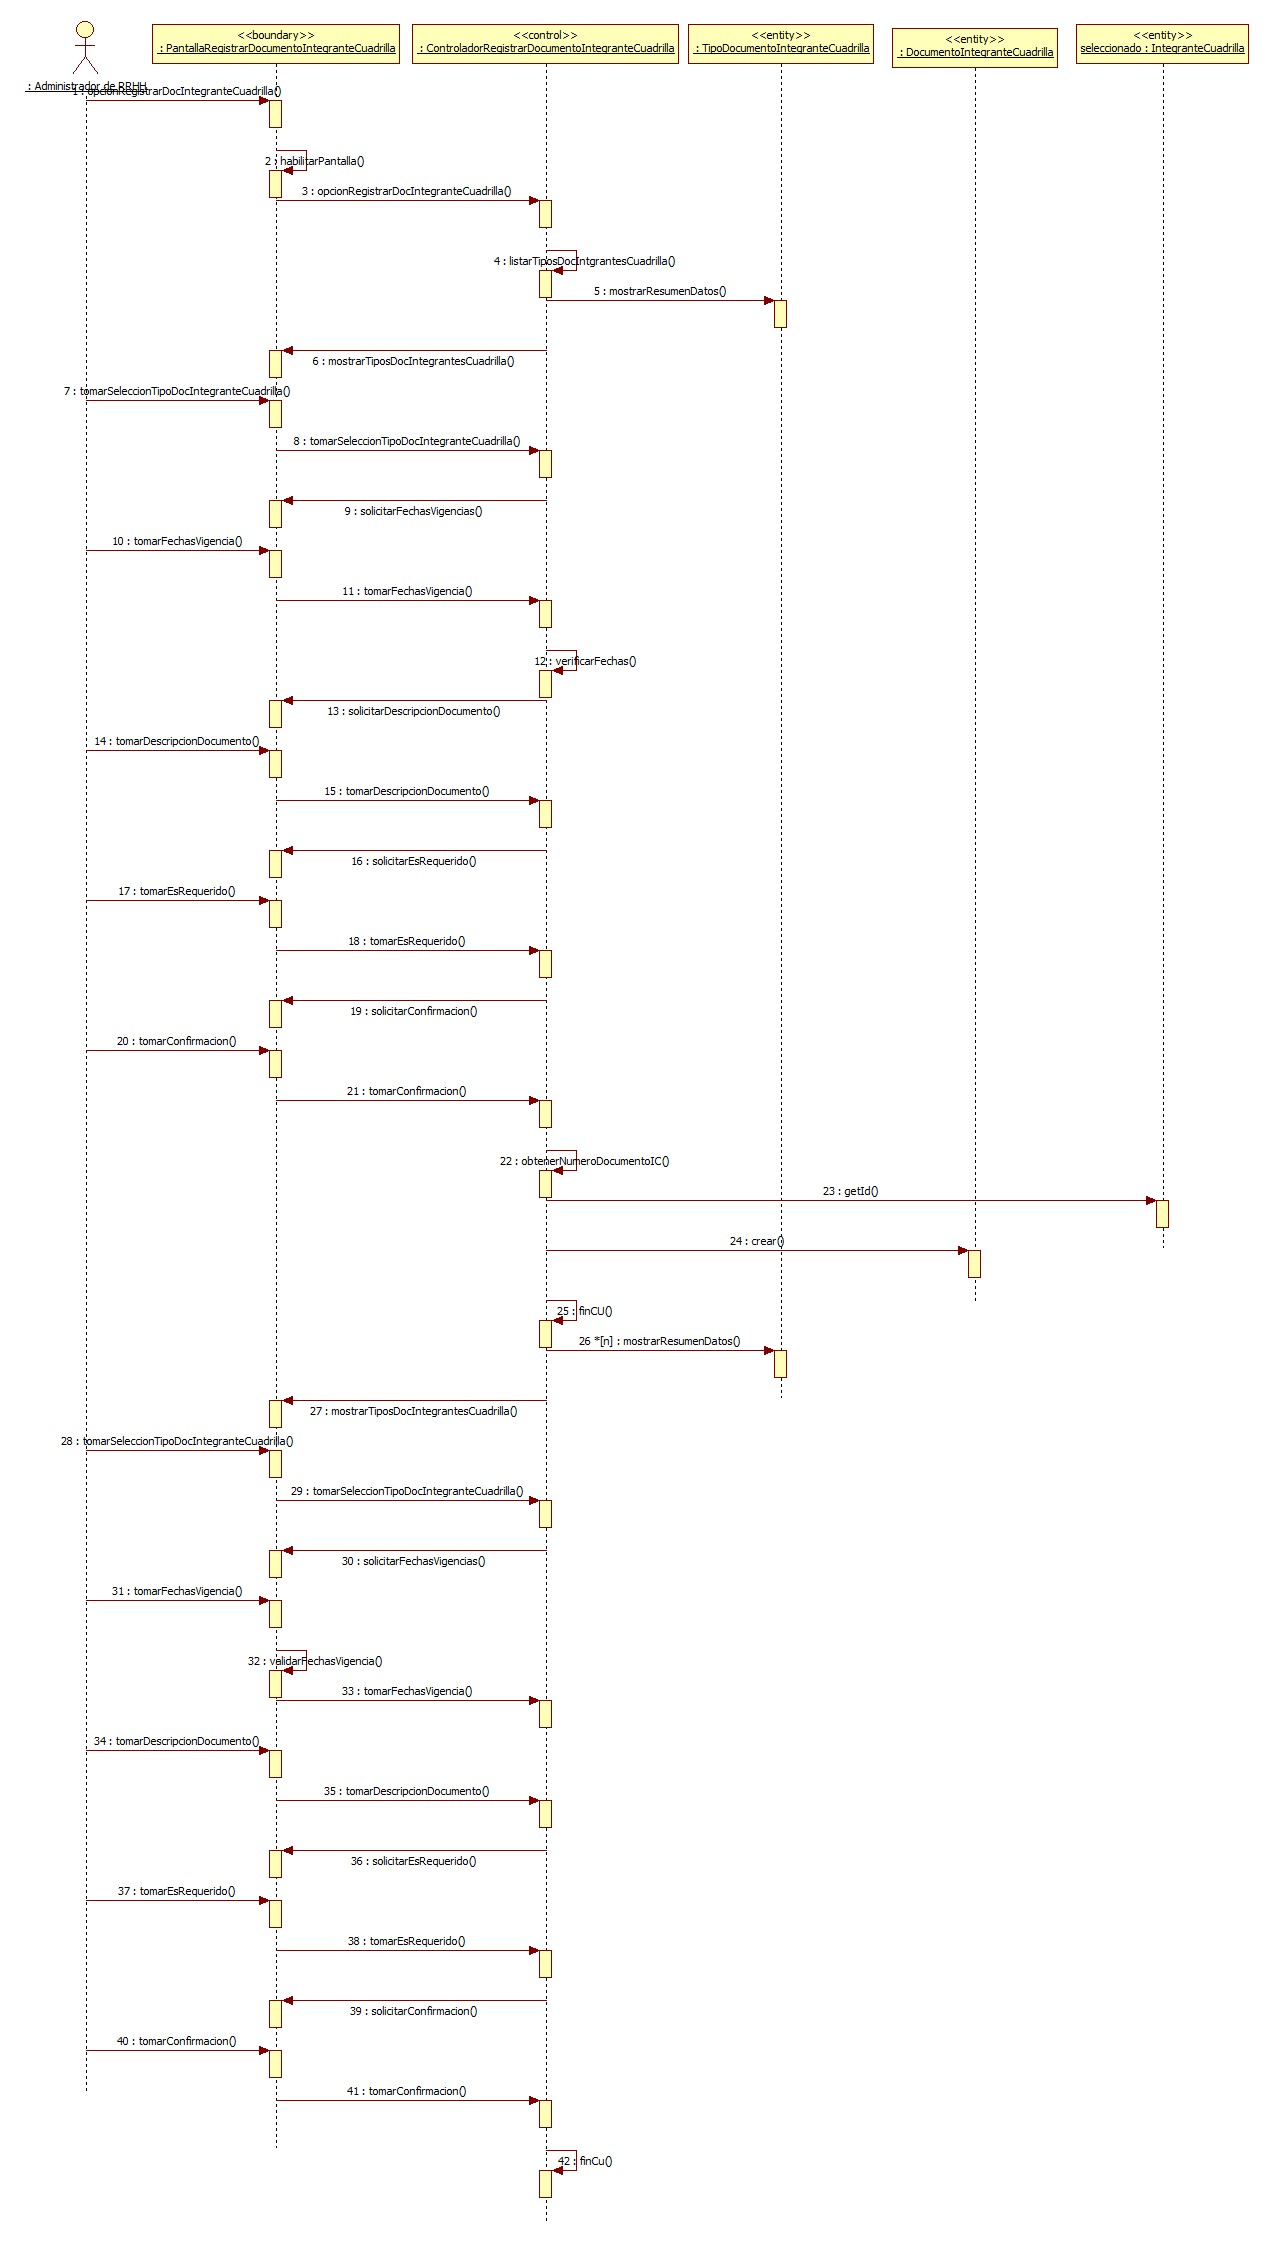 <<boundary>>
: PantallaRegistrarDocumentoIntegranteCuadrilla
<<control>>
: ControladorRegistrarDocumentoIntegranteCuadrilla
<<entity>>
: TipoDocumentoIntegranteCuadrilla
<<entity>>
: DocumentoIntegranteCuadrilla
<<entity>>
seleccionado : IntegranteCuadrilla
: Administrador de RRHH
1 : opcionRegistrarDocIntegranteCuadrilla()
2 : habilitarPantalla()
3 : opcionRegistrarDocIntegranteCuadrilla()
4 : listarTiposDocIntgrantesCuadrilla()
5 : mostrarResumenDatos()
6 : mostrarTiposDocIntegrantesCuadrilla()
7 : tomarSeleccionTipoDocIntegranteCuadrilla()
8 : tomarSeleccionTipoDocIntegranteCuadrilla()
9 : solicitarFechasVigencias()
10 : tomarFechasVigencia()
11 : tomarFechasVigencia()
12 : verificarFechas()
13 : solicitarDescripcionDocumento()
14 : tomarDescripcionDocumento()
15 : tomarDescripcionDocumento()
16 : solicitarEsRequerido()
17 : tomarEsRequerido()
18 : tomarEsRequerido()
19 : solicitarConfirmacion()
20 : tomarConfirmacion()
21 : tomarConfirmacion()
22 : obtenerNumeroDocumentoIC()
23 : getId()
24 : crear()
25 : finCU()
26 *[n] : mostrarResumenDatos()
27 : mostrarTiposDocIntegrantesCuadrilla()
28 : tomarSeleccionTipoDocIntegranteCuadrilla()
29 : tomarSeleccionTipoDocIntegranteCuadrilla()
30 : solicitarFechasVigencias()
31 : tomarFechasVigencia()
32 : validarFechasVigencia()
33 : tomarFechasVigencia()
34 : tomarDescripcionDocumento()
35 : tomarDescripcionDocumento()
36 : solicitarEsRequerido()
37 : tomarEsRequerido()
38 : tomarEsRequerido()
39 : solicitarConfirmacion()
40 : tomarConfirmacion()
41 : tomarConfirmacion()
42 : finCu()